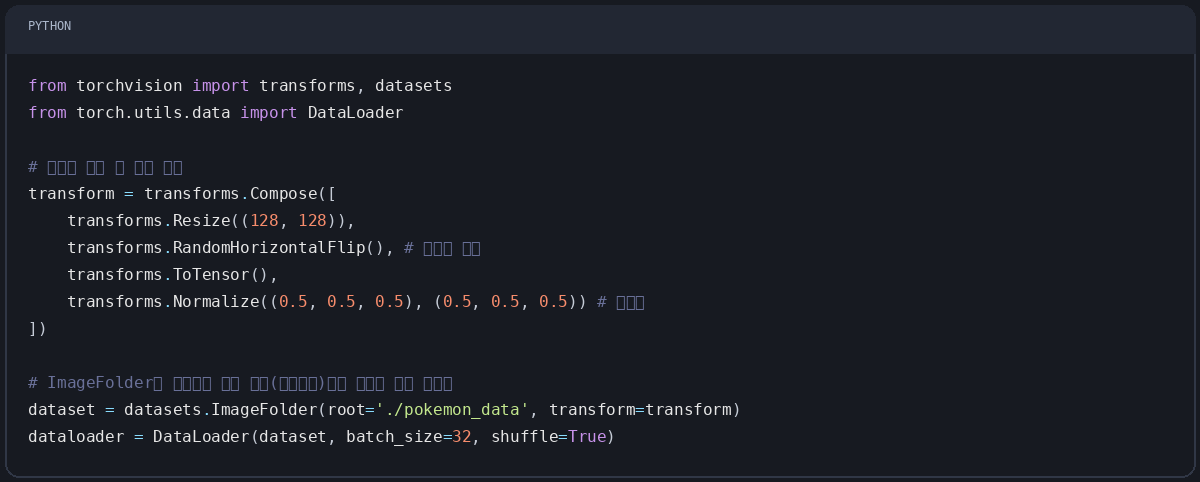 PYTHON
from torchvision import transforms, datasets
from torch.utils.data import DataLoader
#
transform = transforms.Compose([
    transforms.Resize((128, 128)),
    transforms.RandomHorizontalFlip(), #
    transforms.ToTensor(),
    transforms.Normalize((0.5, 0.5, 0.5), (0.5, 0.5, 0.5)) #
])
# ImageFolder ( )
dataset = datasets.ImageFolder(root='./pokemon_data', transform=transform)
dataloader = DataLoader(dataset, batch_size=32, shuffle=True)